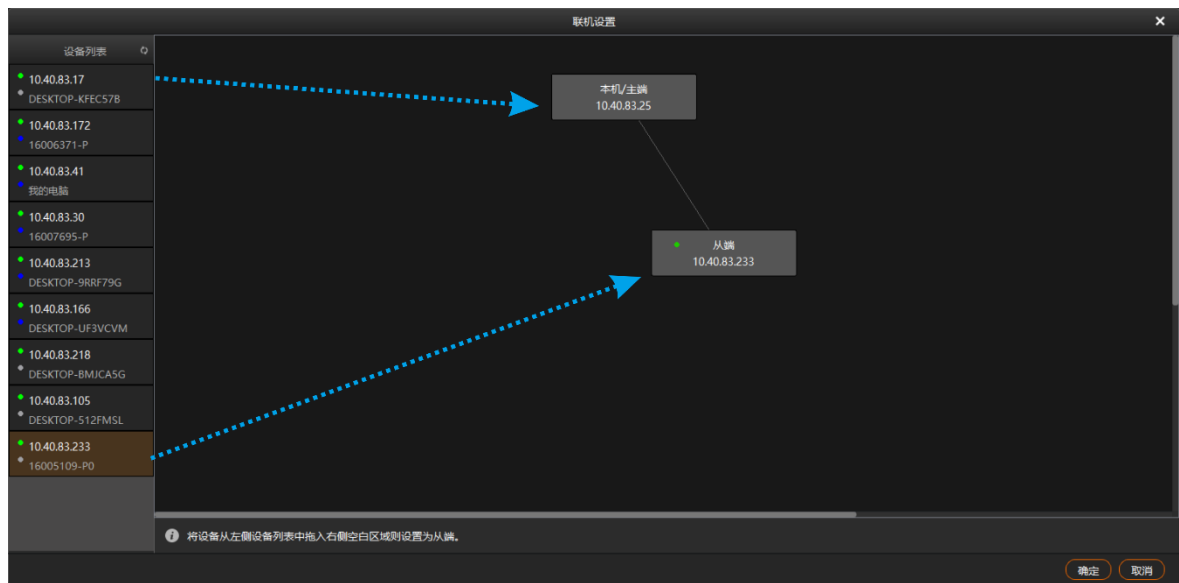 联机设置
设备列表
10.40.83.17
DESKTOP-KFEC57B
10.40.83.172
16006371-P
10.40.83.41
我的电脑
10.40.83.30
16007695-P
10.40.83.213
DESKTOP-9RRF79G
10.40.83.166
DESKTOP-UF3VCVM
10.40.83.218
DESKTOP-BMJCA5G
10.40.83.105
DESKTOP-512FMSL
10.40.83.233
16005109-P0
本机/主端
10.40.83.25
从端
10.40.83.233
将设备从左侧设备列表中拖入右侧空白区域则设置为从端。
确定
取消